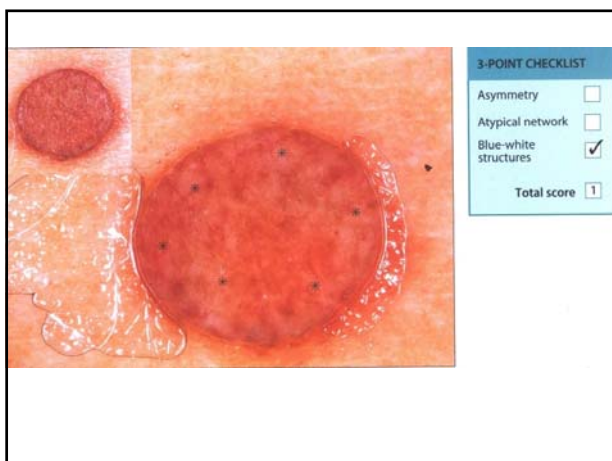 3-POINT CHECKLIST
Asymmetry
Atypical network
Blue-white
structures
Total score 1